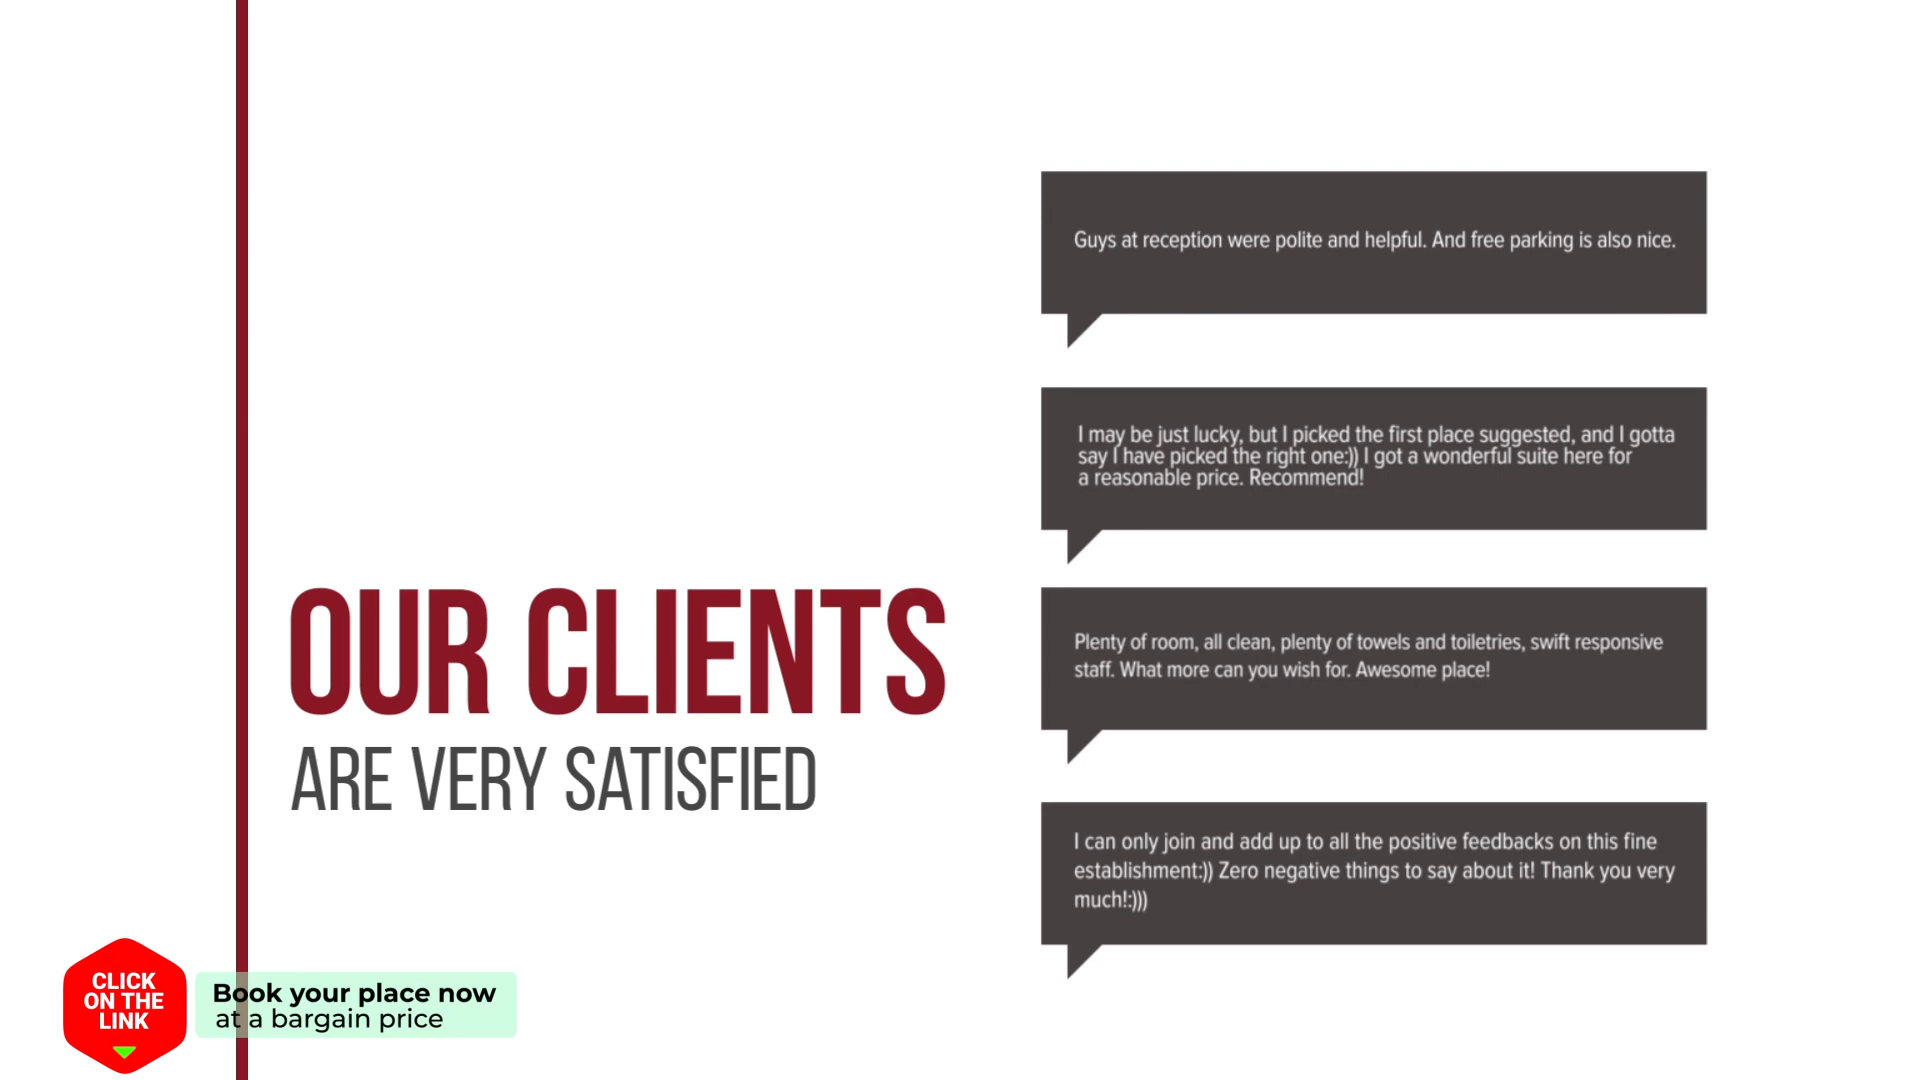 Guys at reception were polite and helpful. And free parking is also nice.
I may be just lucky, but I picked the first place suggested, and I gotta
say I have picked the right one:)) I got a wonderful suite here for
a reasonable price. Recommend!
OUR CLIENTS
ARE VERY SATISFIED
Plenty of room, all clean, plenty of towels and toiletries, swift responsive
staff. What more can you wish for. Awesome place!
I can only join and add up to all the positive feedbacks on this fine
establishment:)) Zero negative things to say about it! Thank you very
much!:)))
CLICK
ON THE
LINK
Book your place now
at a bargain price